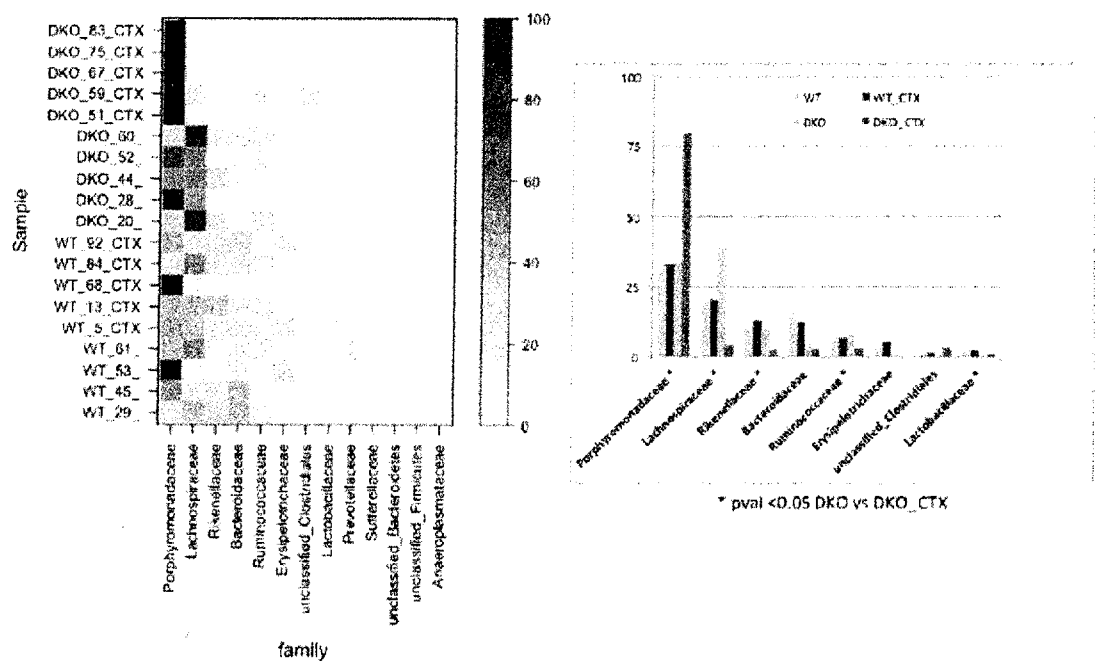 DKO_83_CTX
DKO_75_CTX
DKO_67_CTX
DKO_59_CTX
DKO_51_CTX
DKO_60_
DKO_52_
DKO_44_
DKO_28_
DKO_20_
WT_92_CTX
WT_84_CTX
WT_68_CTX
WT_13_CTX
WT_5_CTX
WT_61_
WT_53_
WT_45_
WT_29_
Sample
Porphyromonadaceae
Lachnospiraceae
Rikenellaceae
Bacteroidaceae
Ruminococcaceae
Erysipelotrichaceae
unclassified_Clostridiales
Lactobacillaceae
Prevotellaceae
Sutterellaceae
unclassified_Bacteroidetes
unclassified_Firmicutes
Anaeroplasmataceae
family
100
80
60
40
20
0
100
75
50
25
0
WT
WT_CTX
DKO
DKO_CTX
Porphyromonadaceae *
Lachnospiraceae *
Rikenellaceae *
Bacteroidaceae
Ruminococcaceae *
Erysipelotrichaceae
unclassified_Clostridiales
Lactobacillaceae *
* pval <0.05 DKO vs DKO_CTX